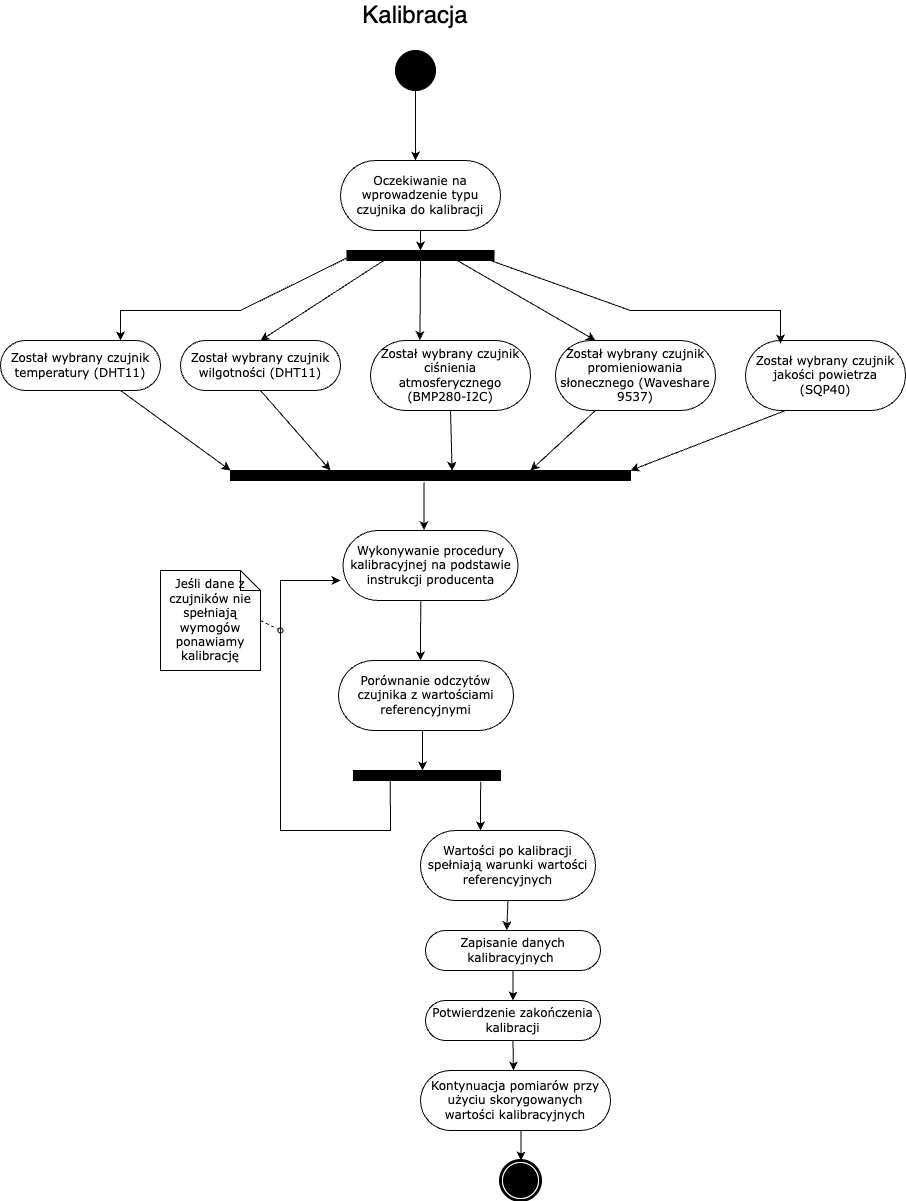 Kalibracja
Oczekiwanie na
wprowadzenie typu
czujnika do kalibracji
Został wybrany czujnik
temperatury (DHT11)
Został wybrany czujnik
wilgotności (DHT11)
Został wybrany czujnik
ciśnienia
atmosferycznego
(BMP280-I2C)
Został wybrany czujnik
promieniowania
słonecznego (Waveshare
9537)
Został wybrany czujnik
jakości powietrza
(SQP40)
Wykonywanie procedury
kalibracyjnej na podstawie
instrukcji producenta
Jeśli dane z
czujników nie
spełniają
wymogów
ponawiamy
kalibrację
Porównanie odczytów
czujnika z wartościami
referencyjnymi
Wartości po kalibracji
spełniają warunki wartości
referencyjnych
Zapisanie danych
kalibracyjnych
Potwierdzenie zakończenia
kalibracji
Kontynuacja pomiarów przy
użyciu skorygowanych
wartości kalibracyjnych